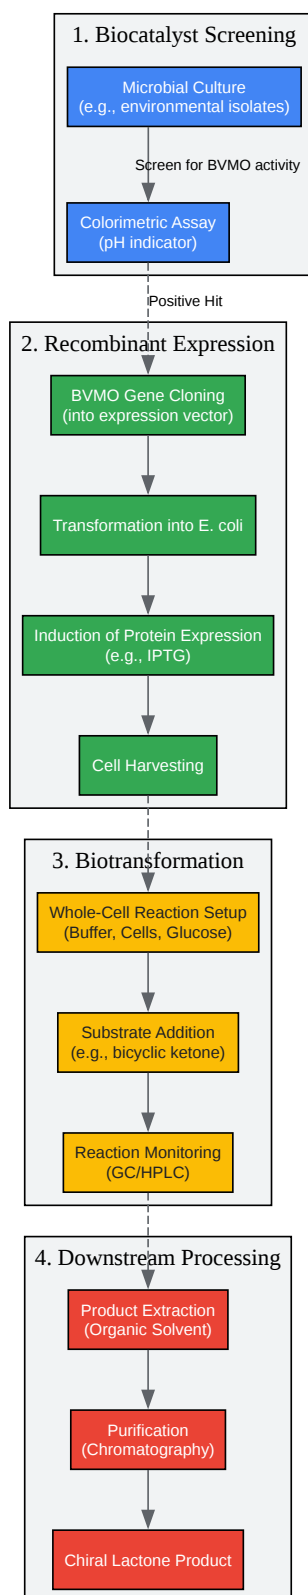 1. Biocatalyst Screening
Microbial Culture
(e.g., environmental isolates)
Screen for BVMO activity
Colorimetric Assay
(pH indicator)
Positive Hit
2. Recombinant Expression
BVMO Gene Cloning
(into expression vector)
Transformation into E. coli
Induction of Protein Expression
(e.g., IPTG)
Cell Harvesting
3. Biotransformation
Whole-Cell Reaction Setup
(Buffer, Cells, Glucose)
Substrate Addition
(e.g., bicyclic ketone)
Reaction Monitoring
(GC/HPLC)
4. Downstream Processing
Product Extraction
(Organic Solvent)
Purification
(Chromatography)
Chiral Lactone Product